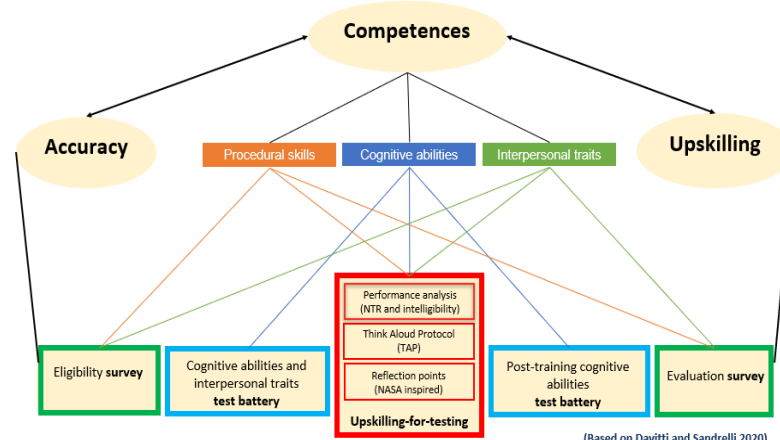 Competences
Accuracy
Upskilling
Procedural skills
Cognitive abilities
Interpersonal traits
Performance analysis
(NTR and intelligibility)
Think Aloud Protocol
(TAP)
Reflection points
(NASA inspired)
Upskilling-for-testing
Eligibility survey
Cognitive abilities and
interpersonal traits
test battery
Post-training cognitive
abilities
test battery
Evaluation survey
(Based on Davitti and Sandrelli 2020)